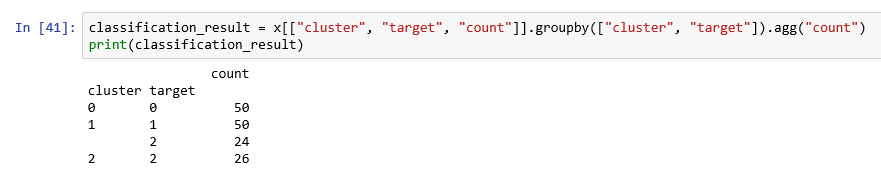 In [41]: classification_result = x[["cluster", "target", "count"]].groupby(["cluster", "target"]).agg("count")
print(classification_result)
count
cluster target
0 0 50
1 1 50
2 24
2 2 26